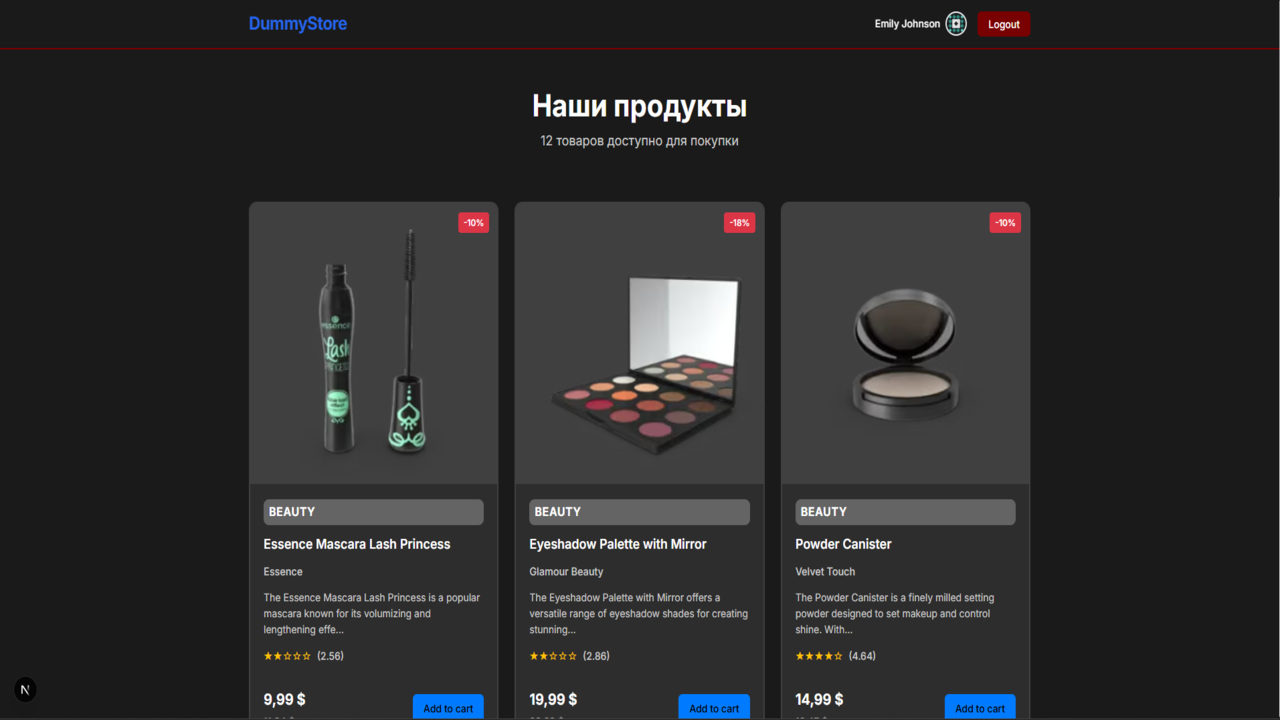 DummyStore
Emily Johnson
Logout
Наши продукты
12 товаров доступно для покупки
-10%
-18%
-10%
essence
Lash
BEAUTY
Essence Mascara Lash Princess
Essence
The Essence Mascara Lash Princess is a popular
mascara known for its volumizing and
lengthening effe...
★★☆☆☆ (2.56)
9,99 $
Add to cart
BEAUTY
Eyeshadow Palette with Mirror
Glamour Beauty
The Eyeshadow Palette with Mirror offers a
versatile range of eyeshadow shades for creating
stunning...
★★☆☆☆ (2.86)
19,99 $
Add to cart
BEAUTY
Powder Canister
Velvet Touch
The Powder Canister is a finely milled setting
powder designed to set makeup and control
shine. With...
★★★★☆ (4.64)
14,99 $
Add to cart
N